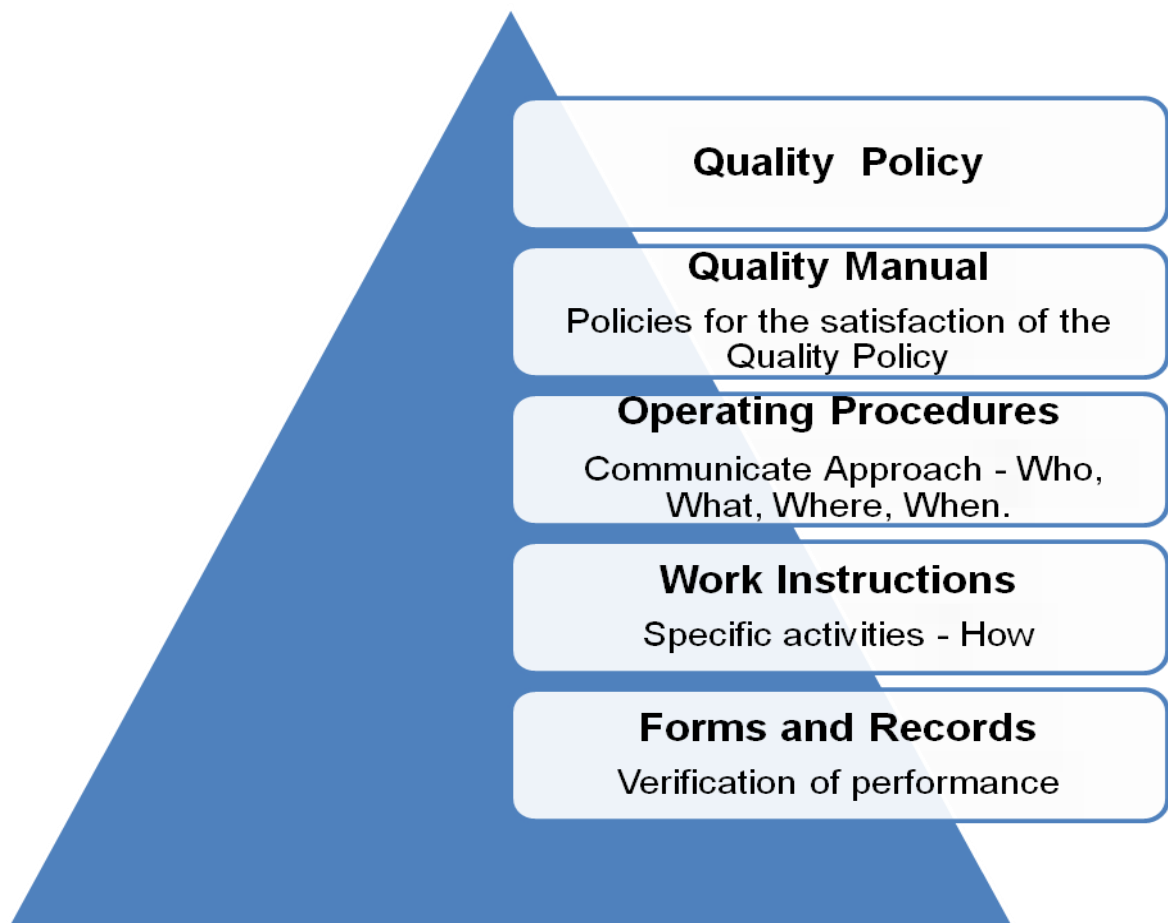 Quality Policy
Quality Manual
Policies for the satisfaction of the
Quality Policy
Operating Procedures
Communicate Approach - Who,
What, Where, When.
Work Instructions
Specific activities - How
Forms and Records
Verification of performance